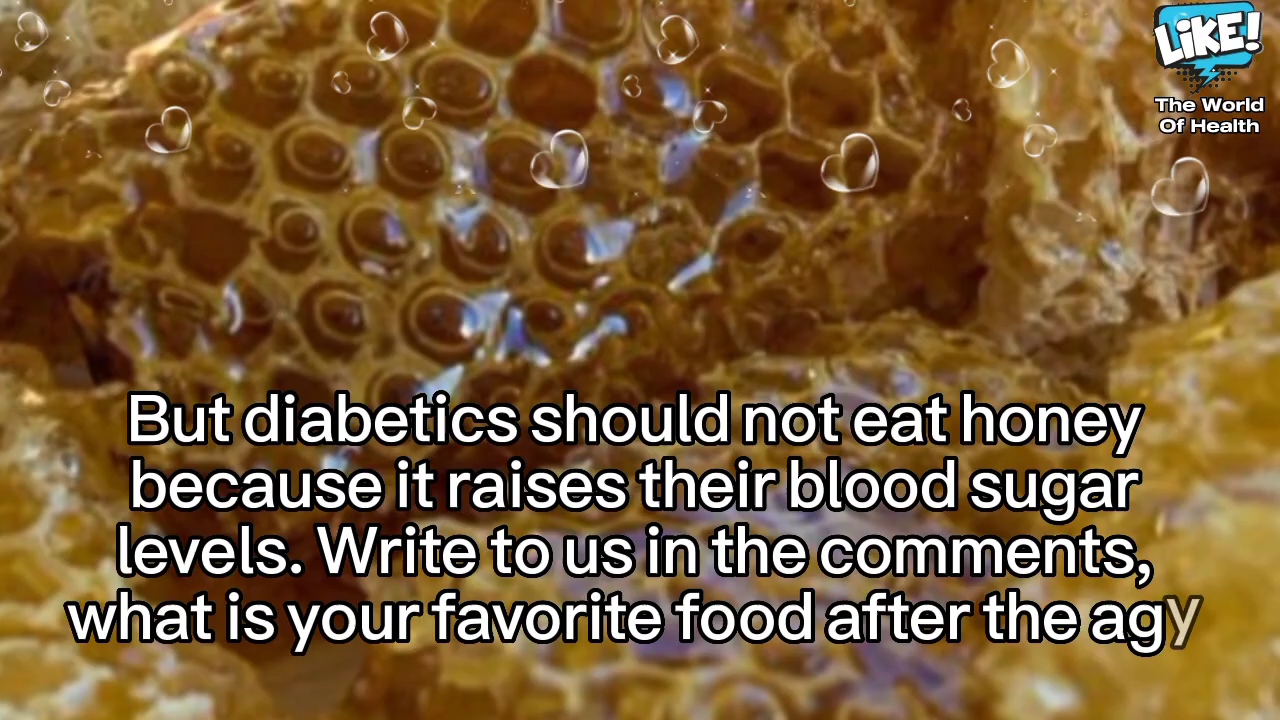 LiKE!
The World
Of Health
But diabetics should not eat honey
because it raises their blood sugar
levels. Write to us in the comments,
what is your favorite food after the agy